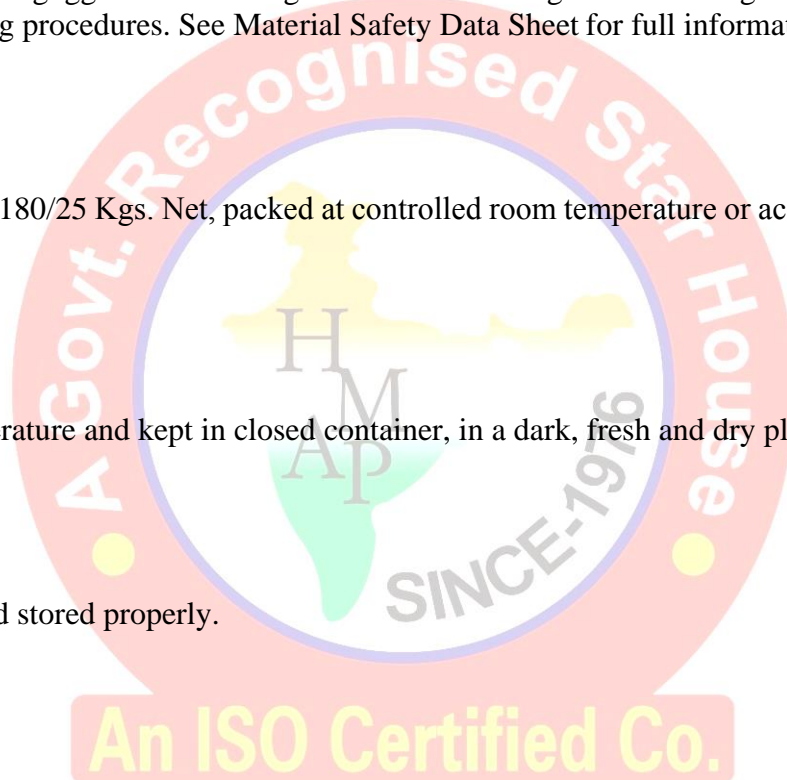 g procedures. See Material Safety Data Sheet for full informat
180/25 Kgs. Net, packed at controlled room temperature or ac
erature and kept in closed container, in a dark, fresh and dry pl
d stored properly.
A Govt. Recognised Star House
H
M
A
P
SINCE-1976
An ISO Certified Co.